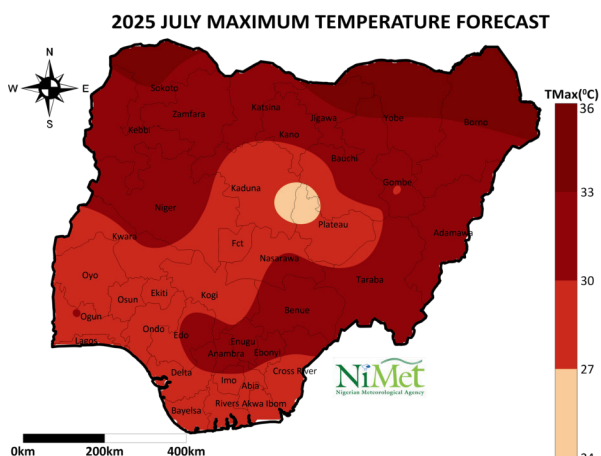 2025 JULY MAXIMUM TEMPERATURE FORECAST
N
W E
S
TMax(⁰C)
36
33
30
27
24
Sokoto
Zamfara
Katsina
Kebbi
Kano
Jigawa
Yobe
Borno
Bauchi
Gombe
Kaduna
Niger
Plateau
Adamawa
Kwara
Fct
Nasarawa
Taraba
Oyo
Osun
Ekiti
Kogi
Benue
Ogun
Ondo
Edo
Enugu
Anambra
Ebonyi
Lagos
Delta
Imo
Abia
Cross River
Bayelsa
Rivers
Akwa Ibom
NiMet
Nigerian Meteorological Agency
0km 200km 400km